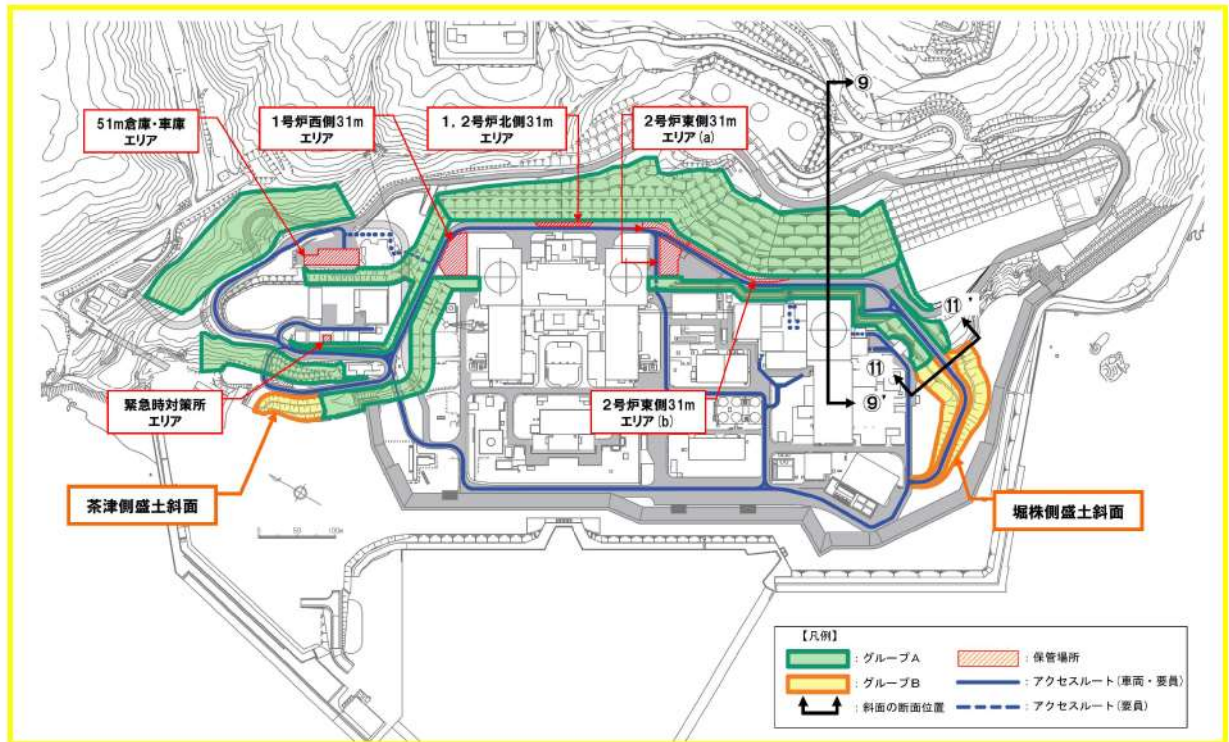 ⑨
51m倉庫・車庫
エリア
1号炉西側31m
エリア
1，2号炉北側31m
エリア
2号炉東側31m
エリア(a)
⑪'
⑪
⑨'
緊急時対策所
エリア
2号炉東側31m
エリア(b)
茶津側盛土斜面
堀株側盛土斜面
0 50 100m
【凡例】
：グループA
：保管場所
：グループB
：アクセスルート(車両・要員)
：斜面の断面位置
：アクセスルート(要員)